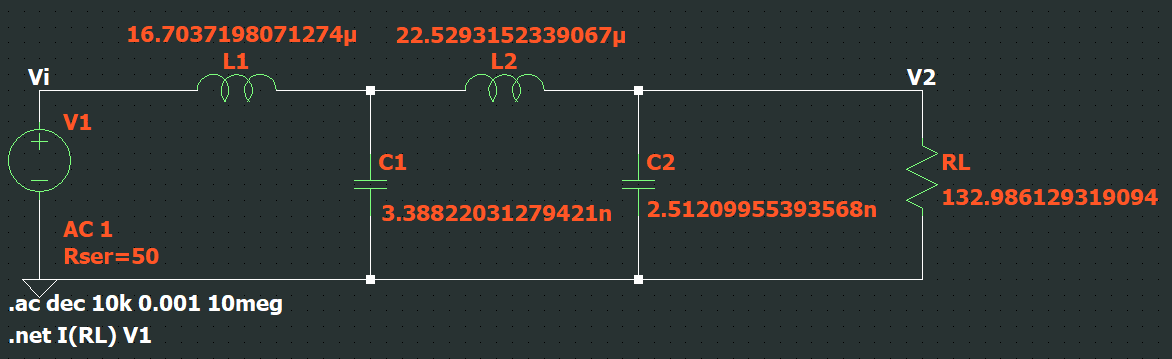 16.7037198071274µ
22.5293152339067µ
L1
L2
Vi
V2
V1
C1
C2
RL
132.986129319094
3.38822031279421n
2.51209955393568n
AC 1
Rser=50
.ac dec 10k 0.001 10meg
.net I(RL) V1